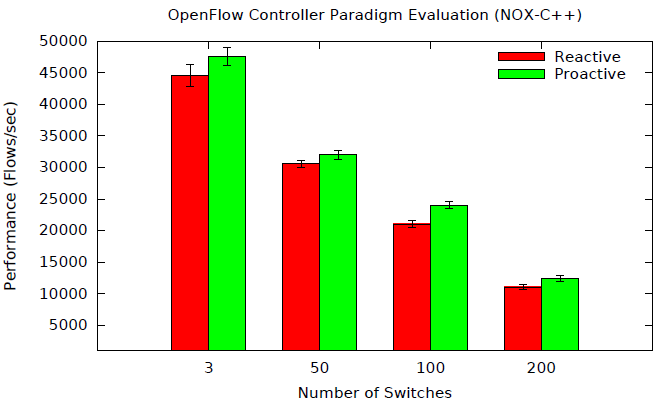 OpenFlow Controller Paradigm Evaluation (NOX-C++)
50000
45000
40000
35000
30000
25000
20000
15000
10000
5000
Performance (Flows/sec)
Reactive
Proactive
3 50 100 200
Number of Switches